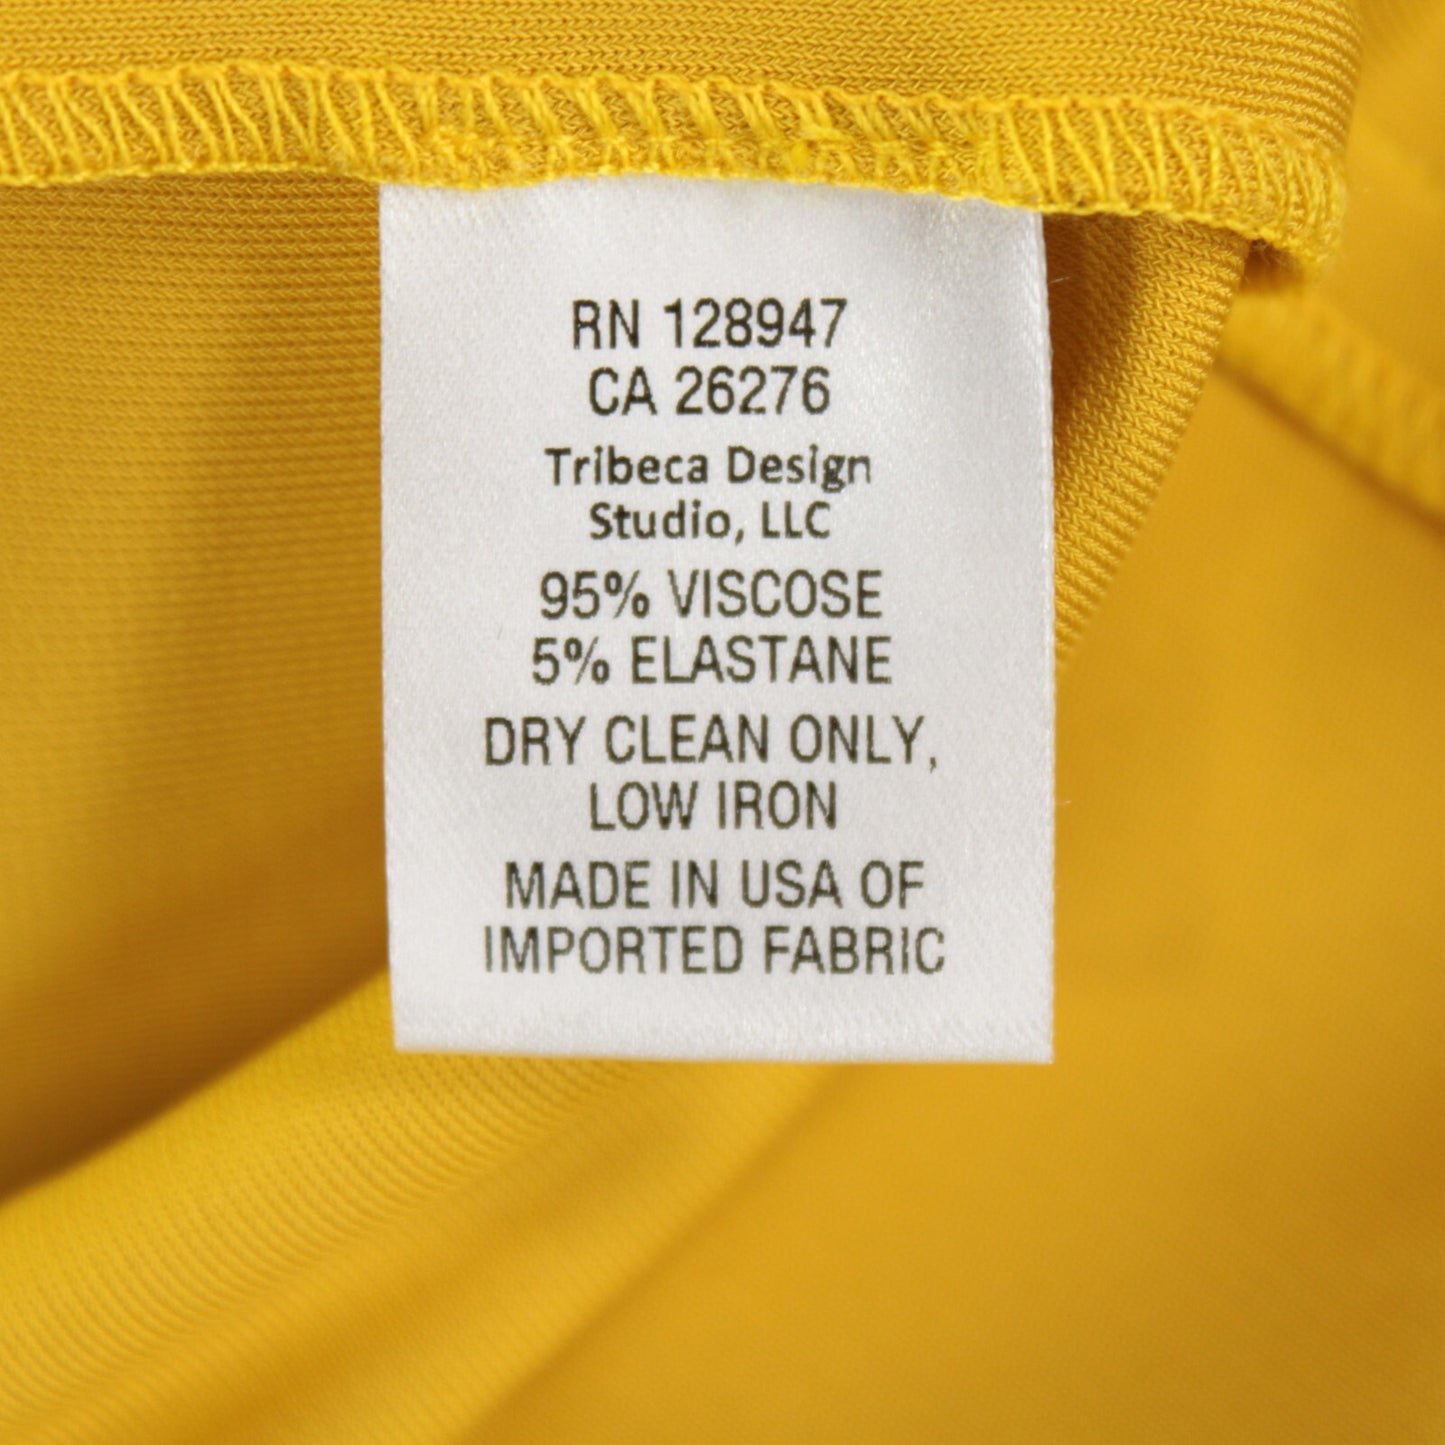 RN 128947
CA 26276
Tribeca Design
Studio, LLC
95% VISCOSE
5% ELASTANE
DRY CLEAN ONLY,
LOW IRON
MADE IN USA OF
IMPORTED FABRIC